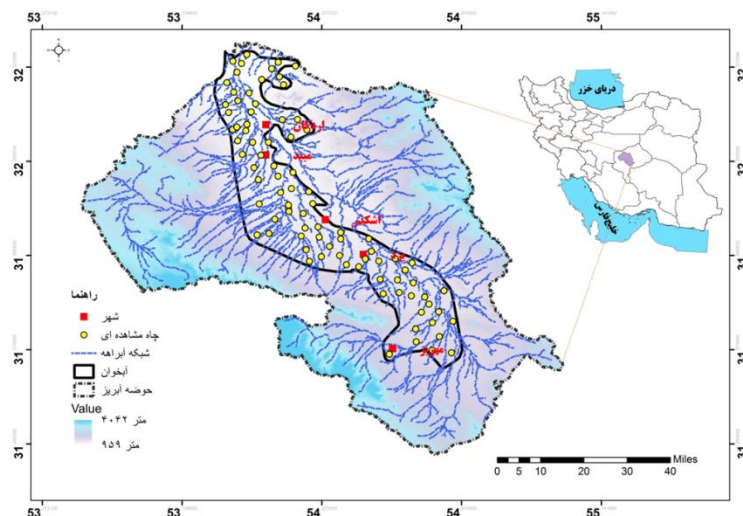 53 53 54 54 55
32
32
31
31
31
دریای خزر
خلیج فارس
اردکان
میبد
اشکذر
یزد
مهریز
راهنما
شهر
چاه مشاهده ای
شبکه آبراهه
آبخوان
حوضه آبریز
Value
۴۰۴۲ متر
۹۵۹ متر
Miles
0 5 10 20 30 40
32
32
31
31
31
53 53 54 54 55